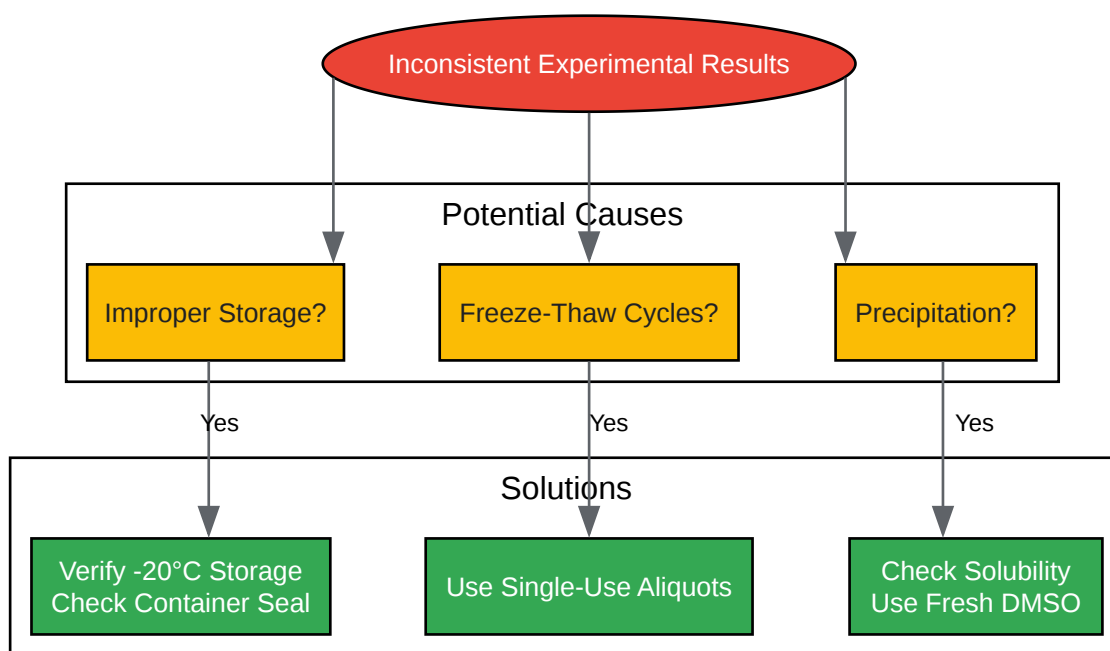 Inconsistent Experimental Results
Potential Causes
Improper Storage?
Freeze-Thaw Cycles?
Precipitation?
Yes
Yes
Yes
Solutions
Verify -20°C Storage
Check Container Seal
Use Single-Use Aliquots
Check Solubility
Use Fresh DMSO